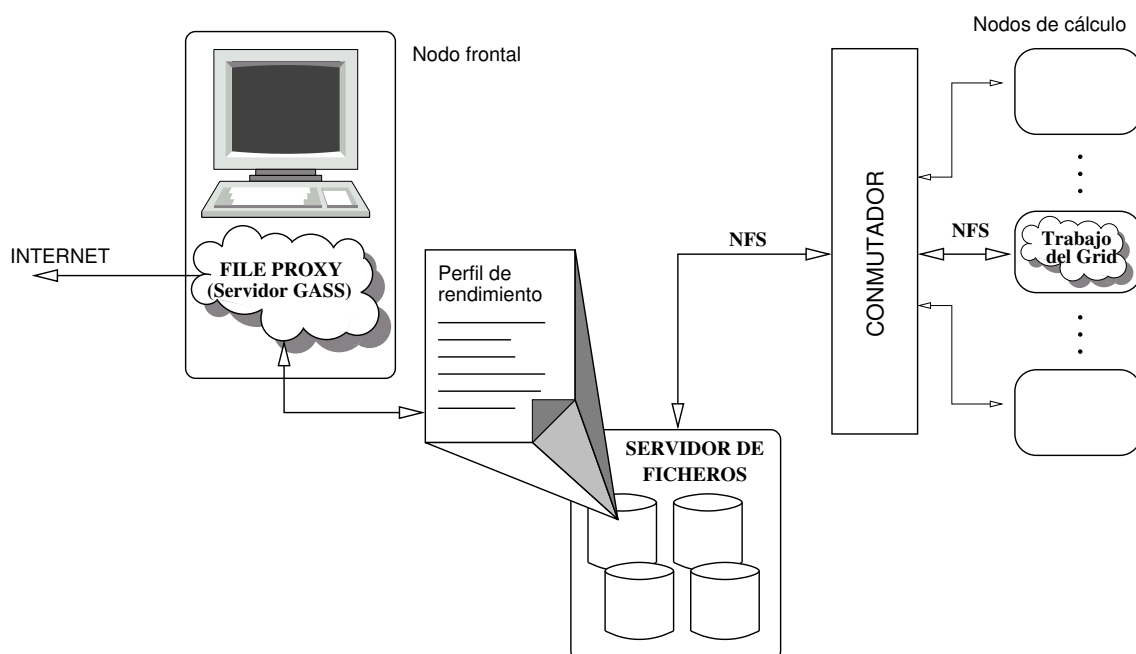 Nodo frontal
Nodos de cálculo
INTERNET
FILE PROXY
(Servidor GASS)
Perfil de
rendimiento
NFS
CONMUTADOR
NFS
Trabajo
del Grid
SERVIDOR DE
FICHEROS